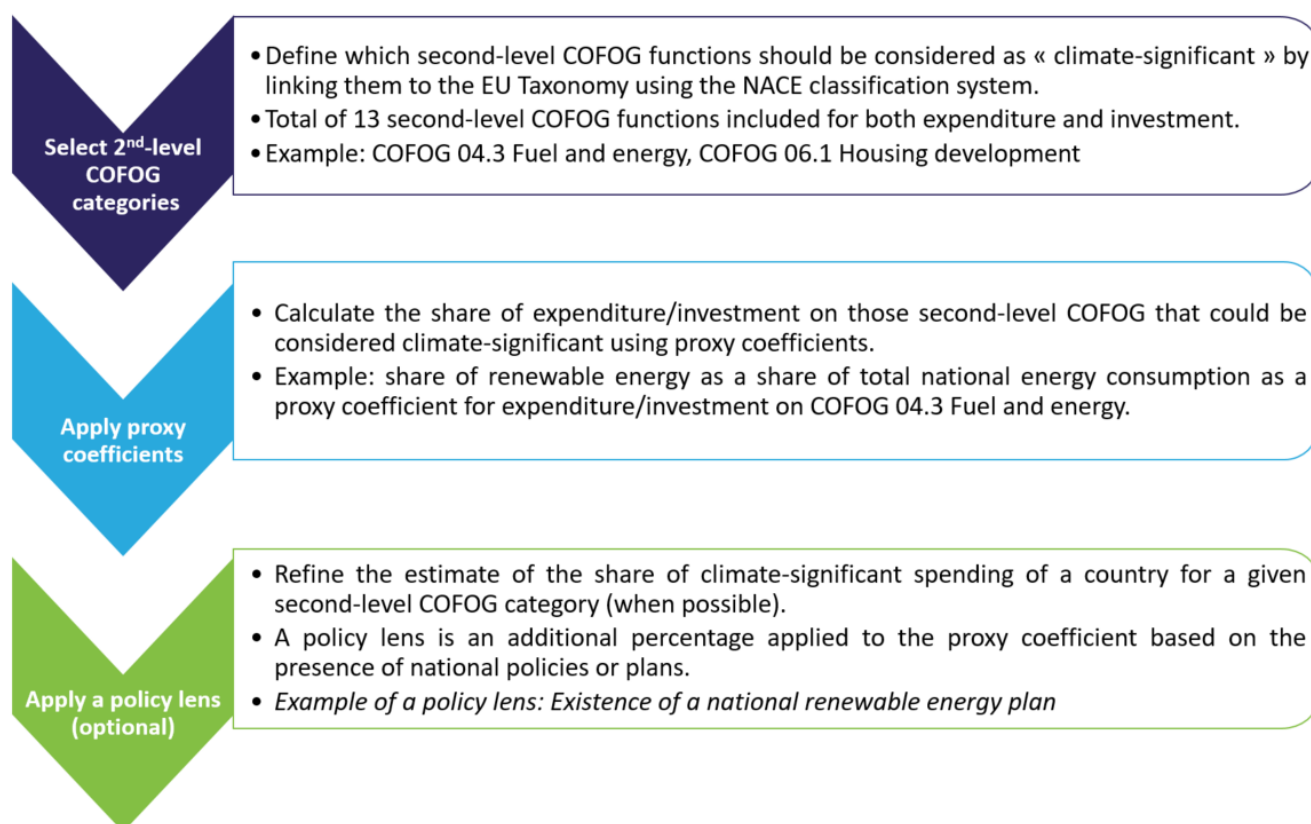 Select 2nd-level
COFOG
categories
• Define which second-level COFOG functions should be considered as « climate-significant » by
linking them to the EU Taxonomy using the NACE classification system.
• Total of 13 second-level COFOG functions included for both expenditure and investment.
• Example: COFOG 04.3 Fuel and energy, COFOG 06.1 Housing development
Apply proxy
coefficients
• Calculate the share of expenditure/investment on those second-level COFOG that could be
considered climate-significant using proxy coefficients.
• Example: share of renewable energy as a share of total national energy consumption as a
proxy coefficient for expenditure/investment on COFOG 04.3 Fuel and energy.
Apply a policy lens
(optional)
• Refine the estimate of the share of climate-significant spending of a country for a given
second-level COFOG category (when possible).
• A policy lens is an additional percentage applied to the proxy coefficient based on the
presence of national policies or plans.
• Example of a policy lens: Existence of a national renewable energy plan